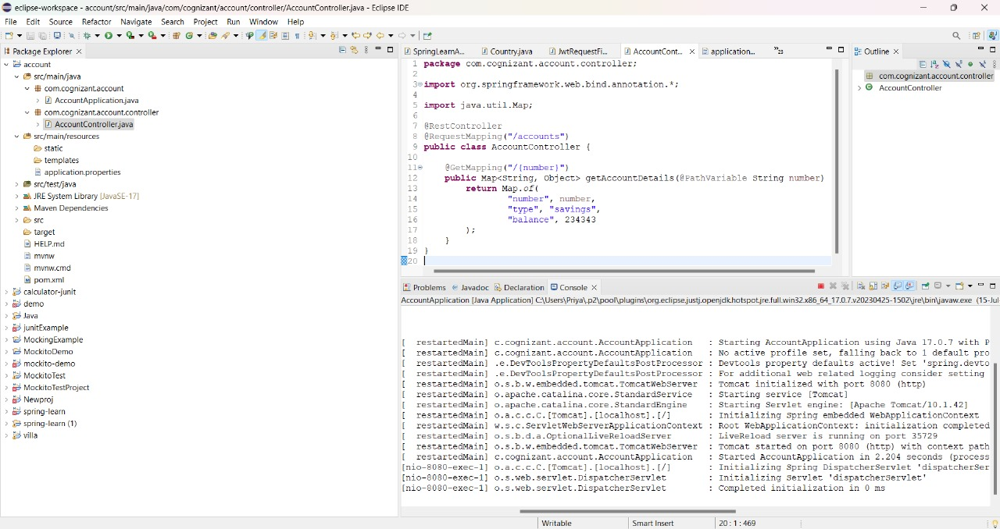 eclipse-workspace - account/src/main/java/com/cognizant/account/controller/AccountController.java - Eclipse IDE
File Edit Source Refactor Navigate Search Project Run Window Help
Package Explorer
account
src/main/java
com.cognizant.account
AccountApplication.java
com.cognizant.account.controller
AccountController.java
src/main/resources
static
templates
application.properties
src/test/java
JRE System Library [JavaSE-17]
Maven Dependencies
src
target
HELP.md
mvnw
mvnw.cmd
pom.xml
calculator-junit
demo
Java
junitExample
MockingExample
MockitoDemo
mockito-demo
MockitoTest
MockitoTestProject
Newproj
spring-learn
spring-learn (1)
villa
SpringLearnA... Country.java JwtRequestFi... AccountCont... application... »23
1 package com.cognizant.account.controller;
2
3 import org.springframework.web.bind.annotation.*;
4
5 import java.util.Map;
6
7 @RestController
8 @RequestMapping("/accounts")
9 public class AccountController {
10
11 @GetMapping("/{number}")
12 public Map<String, Object> getAccountDetails(@PathVariable String number)
13 return Map.of(
14 "number", number,
15 "type", "savings",
16 "balance", 234343
17 );
18 }
19 }
20
Outline
com.cognizant.account.controller
AccountController
Problems Javadoc Declaration Console
AccountApplication [Java Application] C:\Users\Priya\.p2\pool\plugins\org.eclipse.justj.openjdk.hotspot.jre.full.win32.x86_64_17.0.7.v20230425-1502\jre\bin\javaw.exe (15-Jul-
[ restartedMain] c.cognizant.account.AccountApplication : Starting AccountApplication using Java 17.0.7 with P
[ restartedMain] c.cognizant.account.AccountApplication : No active profile set, falling back to 1 default pro
[ restartedMain] .e.DevToolsPropertyDefaultsPostProcessor : Devtools property defaults active! Set 'spring.devto
[ restartedMain] .e.DevToolsPropertyDefaultsPostProcessor : For additional web related logging consider setting
[ restartedMain] o.s.b.w.embedded.tomcat.TomcatWebServer : Tomcat initialized with port 8080 (http)
[ restartedMain] o.apache.catalina.core.StandardService : Starting service [Tomcat]
[ restartedMain] o.apache.catalina.core.StandardEngine : Starting Servlet engine: [Apache Tomcat/10.1.42]
[ restartedMain] o.a.c.c.C.[Tomcat].[localhost].[/] : Initializing Spring embedded WebApplicationContext
[ restartedMain] w.s.c.ServletWebServerApplicationContext : Root WebApplicationContext: initialization completed
[ restartedMain] o.s.b.d.a.OptionalLiveReloadServer : LiveReload server is running on port 35729
[ restartedMain] o.s.b.w.embedded.tomcat.TomcatWebServer : Tomcat started on port 8080 (http) with context path
[ restartedMain] c.cognizant.account.AccountApplication : Started AccountApplication in 2.204 seconds (process
[nio-8080-exec-1] o.a.c.c.C.[Tomcat].[localhost].[/] : Initializing Spring DispatcherServlet 'dispatcherSer
[nio-8080-exec-1] o.s.web.servlet.DispatcherServlet : Initializing Servlet 'dispatcherServlet'
[nio-8080-exec-1] o.s.web.servlet.DispatcherServlet : Completed initialization in 0 ms
Writable Smart Insert 20 : 1 : 469